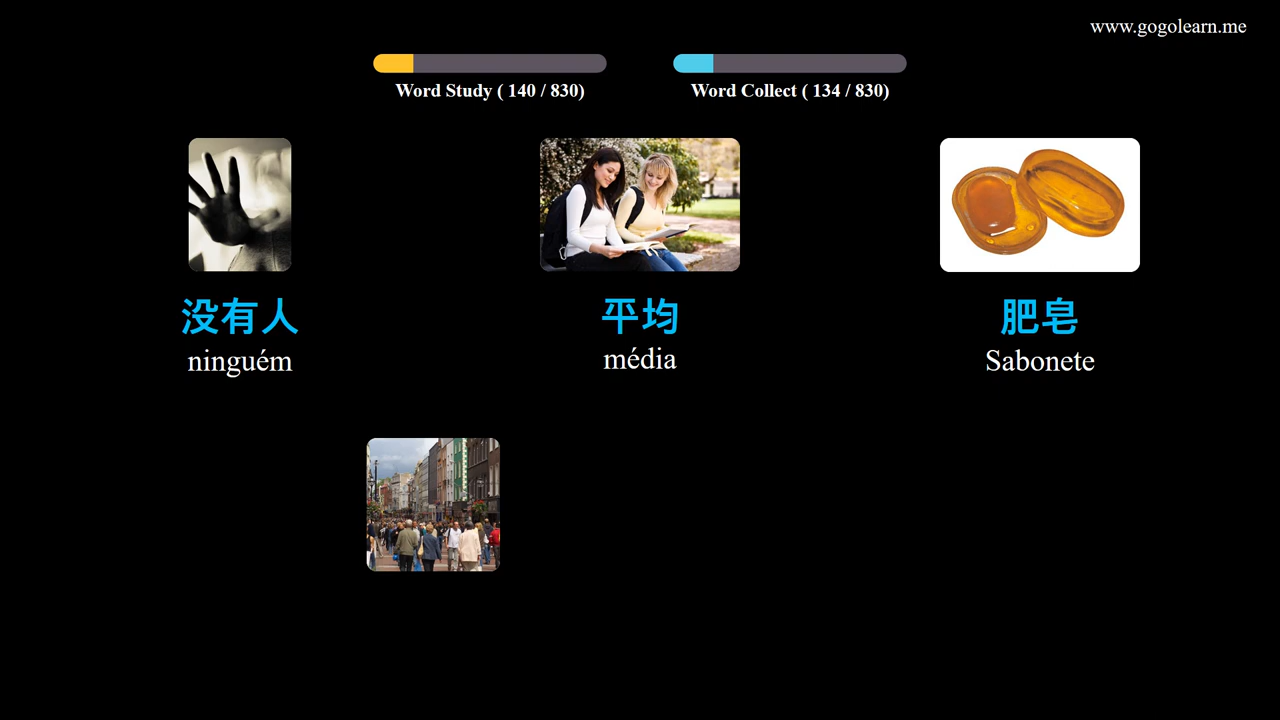 www.gogolearn.me
Word Study ( 140 / 830)
Word Collect ( 134 / 830)
没有人
ninguém
平均
média
肥皂
Sabonete